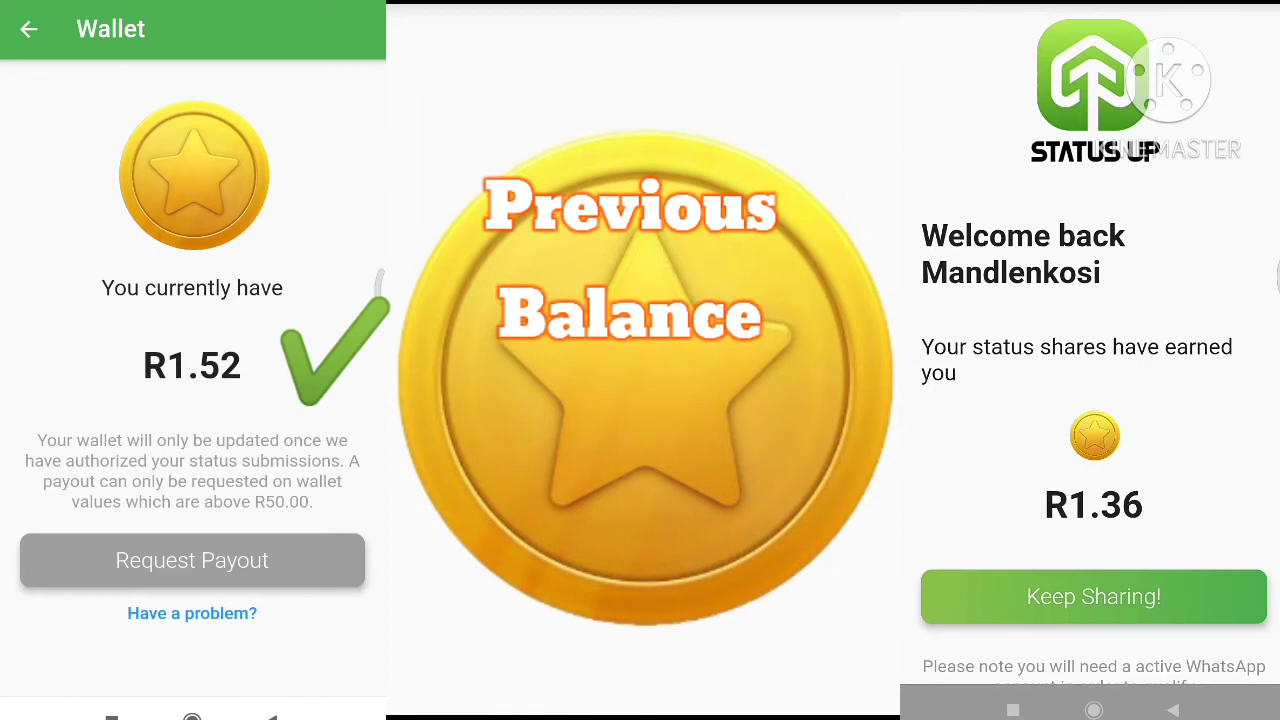 Wallet
You currently have
R1.52
Your wallet will only be updated once we
have authorized your status submissions. A
payout can only be requested on wallet
values which are above R50.00.
Request Payout
Have a problem?
Previous
Balance
K
KINEMASTER
STATUS UP
Welcome back
Mandlenkosi
Your status shares have earned
you
R1.36
Keep Sharing!
Please note you will need a active WhatsApp